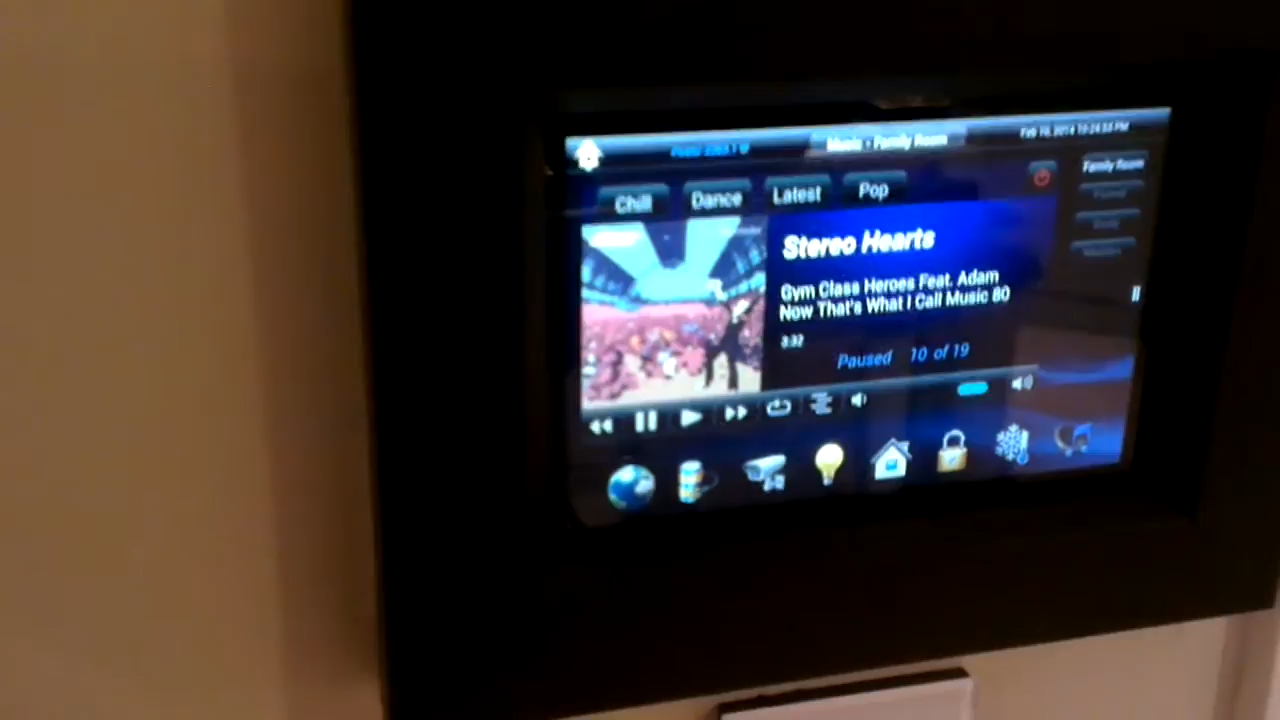 Music - Family Room
Chill
Dance
Latest
Pop
Family Room
Stereo Hearts
Gym Class Heroes Feat. Adam
Now That's What I Call Music 80
3:32
Paused 10 of 19